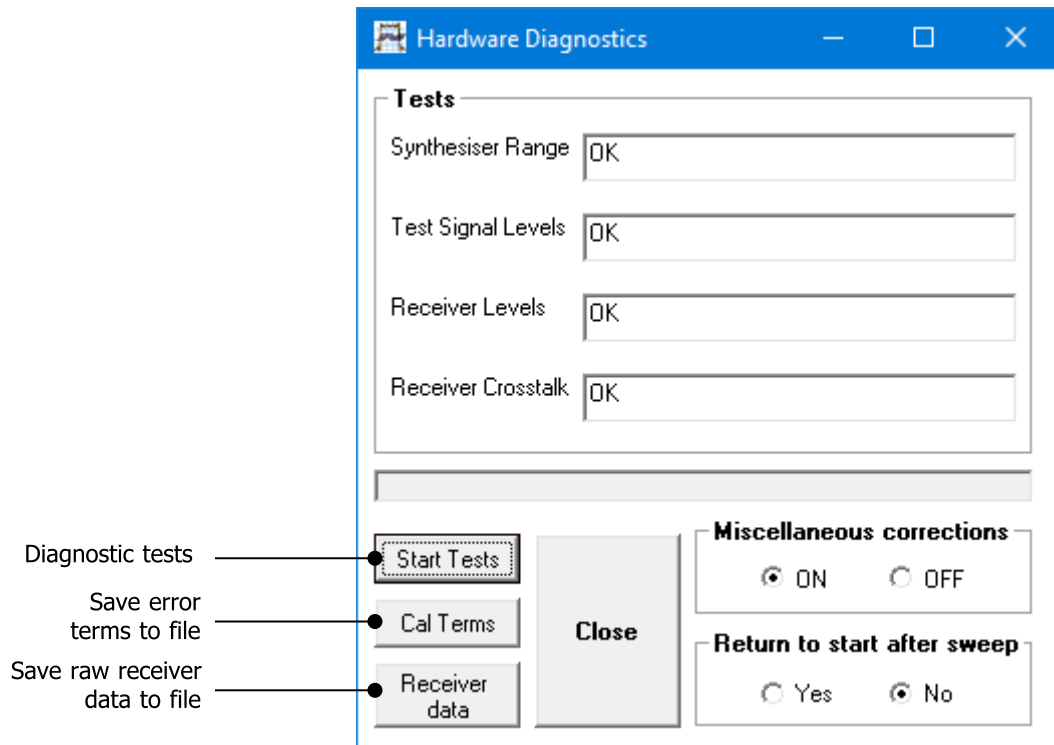 Hardware Diagnostics
Tests
Synthesiser Range
OK
Test Signal Levels
OK
Receiver Levels
OK
Receiver Crosstalk
OK
Diagnostic tests
Start Tests
Save error
terms to file
Cal Terms
Save raw receiver
data to file
Receiver
data
Close
Miscellaneous corrections
ON OFF
Return to start after sweep
Yes No